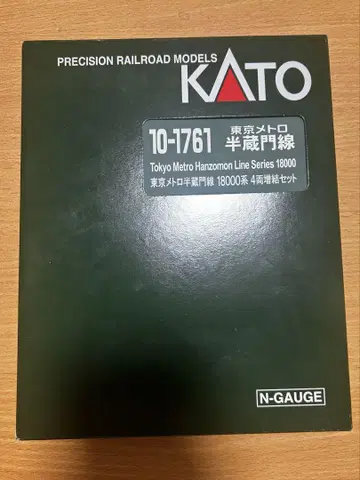 PRECISION RAILROAD MODELS
KATO
10-1761
東京メトロ
半蔵門線
Tokyo Metro Hanzomon Line Series 18000
東京メトロ半蔵門線 18000系 4両増結セット
N-GAUGE